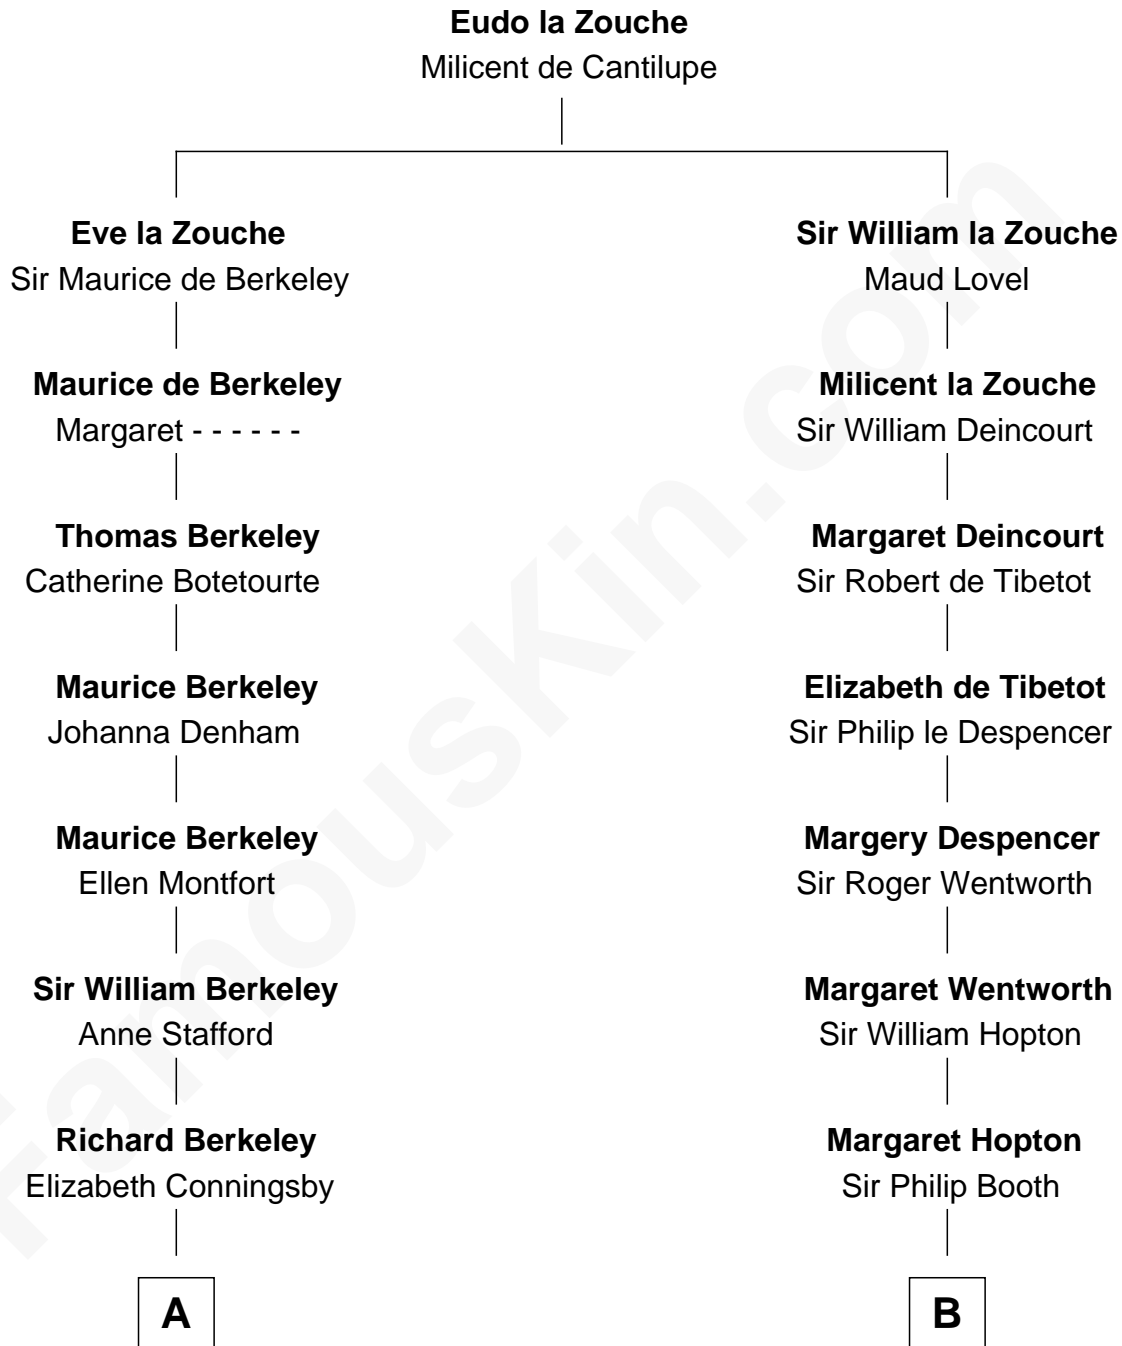 Eudo la Zouche
Milicent de Cantilupe
Eve la Zouche
Sir Maurice de Berkeley
Sir William la Zouche
Maud Lovel
Maurice de Berkeley
Margaret - - - - - -
Milicent la Zouche
Sir William Deincourt
Thomas Berkeley
Catherine Botetourte
Margaret Deincourt
Sir Robert de Tibetot
Maurice Berkeley
Johanna Denham
Elizabeth de Tibetot
Sir Philip le Despencer
Maurice Berkeley
Ellen Montfort
Margery Despencer
Sir Roger Wentworth
Sir William Berkeley
Anne Stafford
Margaret Wentworth
Sir William Hopton
Richard Berkeley
Elizabeth Conningsby
Margaret Hopton
Sir Philip Booth
A
B
FamousKin.com